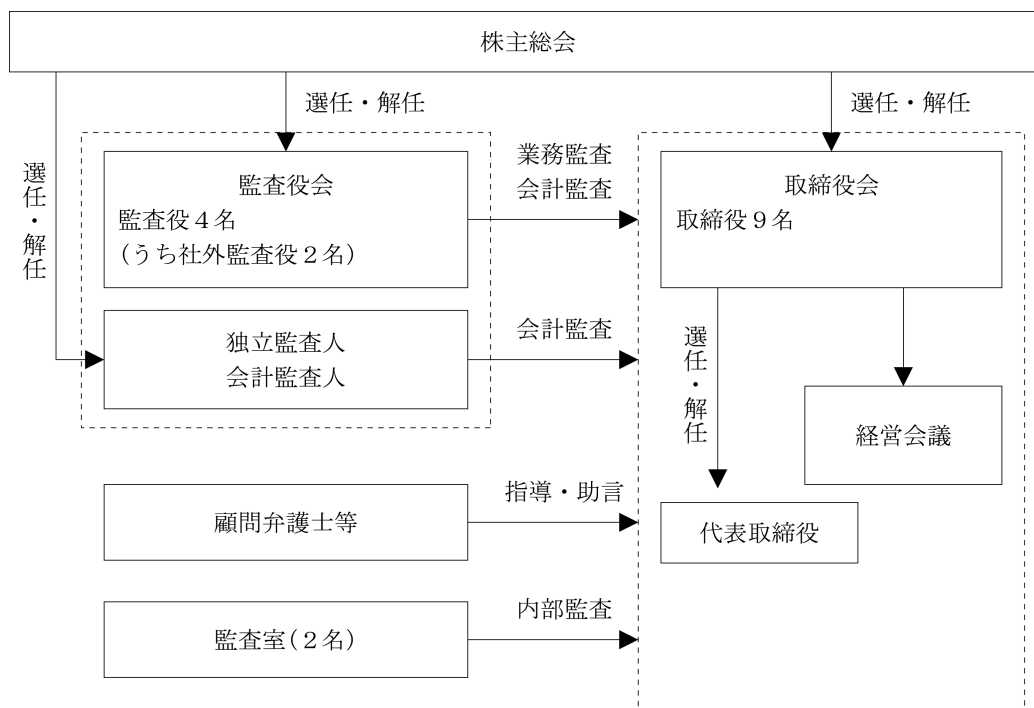 株主総会
選任・解任
選任・解任
選任・解任
監査役会
監査役4名
(うち社外監査役2名)
業務監査
会計監査
取締役会
取締役9名
独立監査人
会計監査人
会計監査
選任・解任
経営会議
顧問弁護士等
指導・助言
代表取締役
監査室(2名)
内部監査